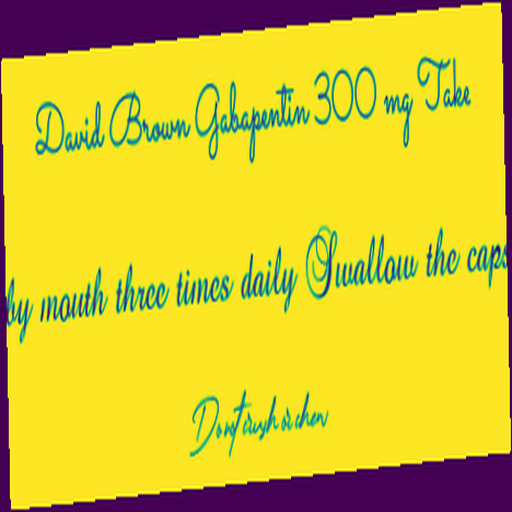 David Brown Gabapentin 300 mg Take
by mouth three times daily Swallow the caps
Don't crush or chew